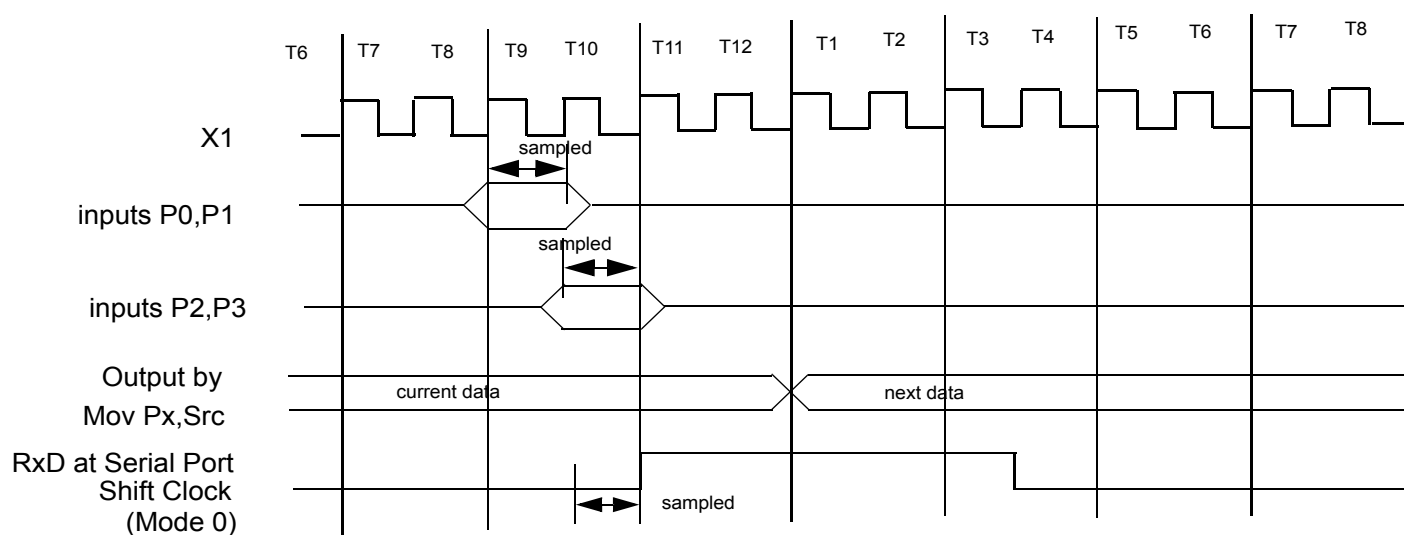 T6 T7 T8 T9 T10 T11 T12 T1 T2 T3 T4 T5 T6 T7 T8
X1
sampled
inputs P0,P1
sampled
inputs P2,P3
Output by
Mov Px,Src
current data
next data
RxD at Serial Port
Shift Clock
(Mode 0)
sampled